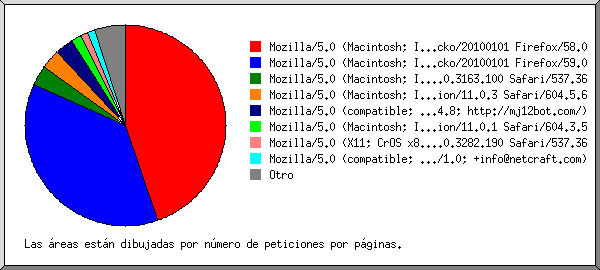 Mozilla/5.0 (Macintosh; I...cko/20100101 Firefox/58.0
Mozilla/5.0 (Macintosh; I...cko/20100101 Firefox/59.0
Mozilla/5.0 (Macintosh; I....0.3163.100 Safari/537.36
Mozilla/5.0 (Macintosh; I...ion/11.0.3 Safari/604.5.6
Mozilla/5.0 (compatible; ...4.8; http://mj12bot.com/)
Mozilla/5.0 (Macintosh; I...ion/11.0.1 Safari/604.3.5
Mozilla/5.0 (X11; CrOS x8....0.3282.190 Safari/537.36
Mozilla/5.0 (compatible; .../1.0; +info@netcraft.com)
Otro
Las áreas están dibujadas por número de peticiones por páginas.